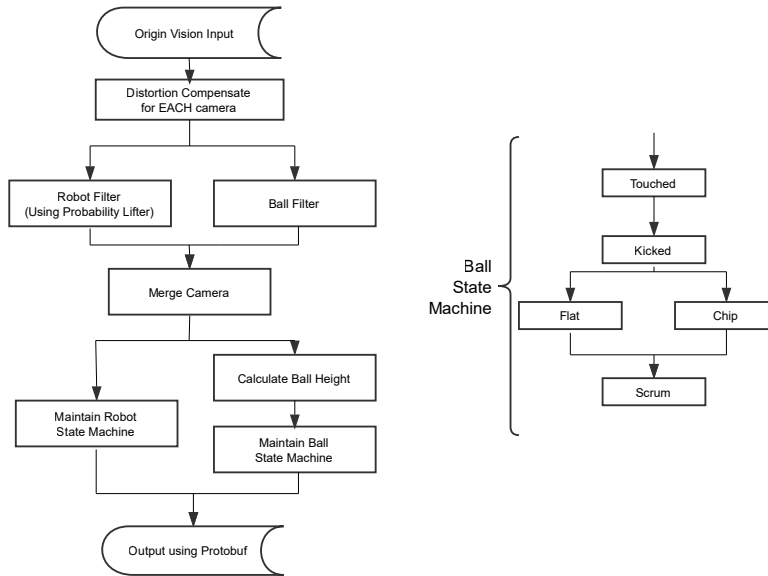 Origin Vision Input
Distortion Compensate
for EACH camera
Robot Filter
(Using Probability Lifter)
Ball Filter
Merge Camera
Calculate Ball Height
Maintain Robot
State Machine
Maintain Ball
State Machine
Output using Protobuf
Ball
State
Machine
Touched
Kicked
Flat
Chip
Scrum